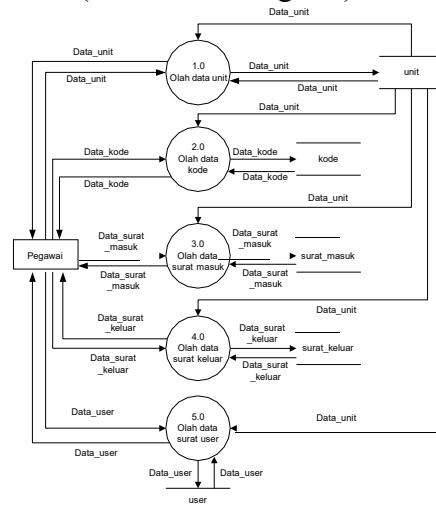 Data_unit
Data_unit
Data_unit
1.0
Olah data unit
Data_unit
Data_unit
unit
Data_unit
Data_kode
Data_kode
2.0
Olah data
kode
Data_kode
Data_kode
kode
Data_unit
Pegawai
Data_surat
_masuk
Data_surat
_masuk
3.0
Olah data
surat masuk
Data_surat
_masuk
Data_surat
_masuk
surat_masuk
Data_unit
Data_surat
_keluar
Data_surat
_keluar
4.0
Olah data
surat keluar
Data_surat
_keluar
Data_surat
_keluar
surat_keluar
Data_user
Data_user
5.0
Olah data
surat user
Data_unit
Data_user
Data_user
user